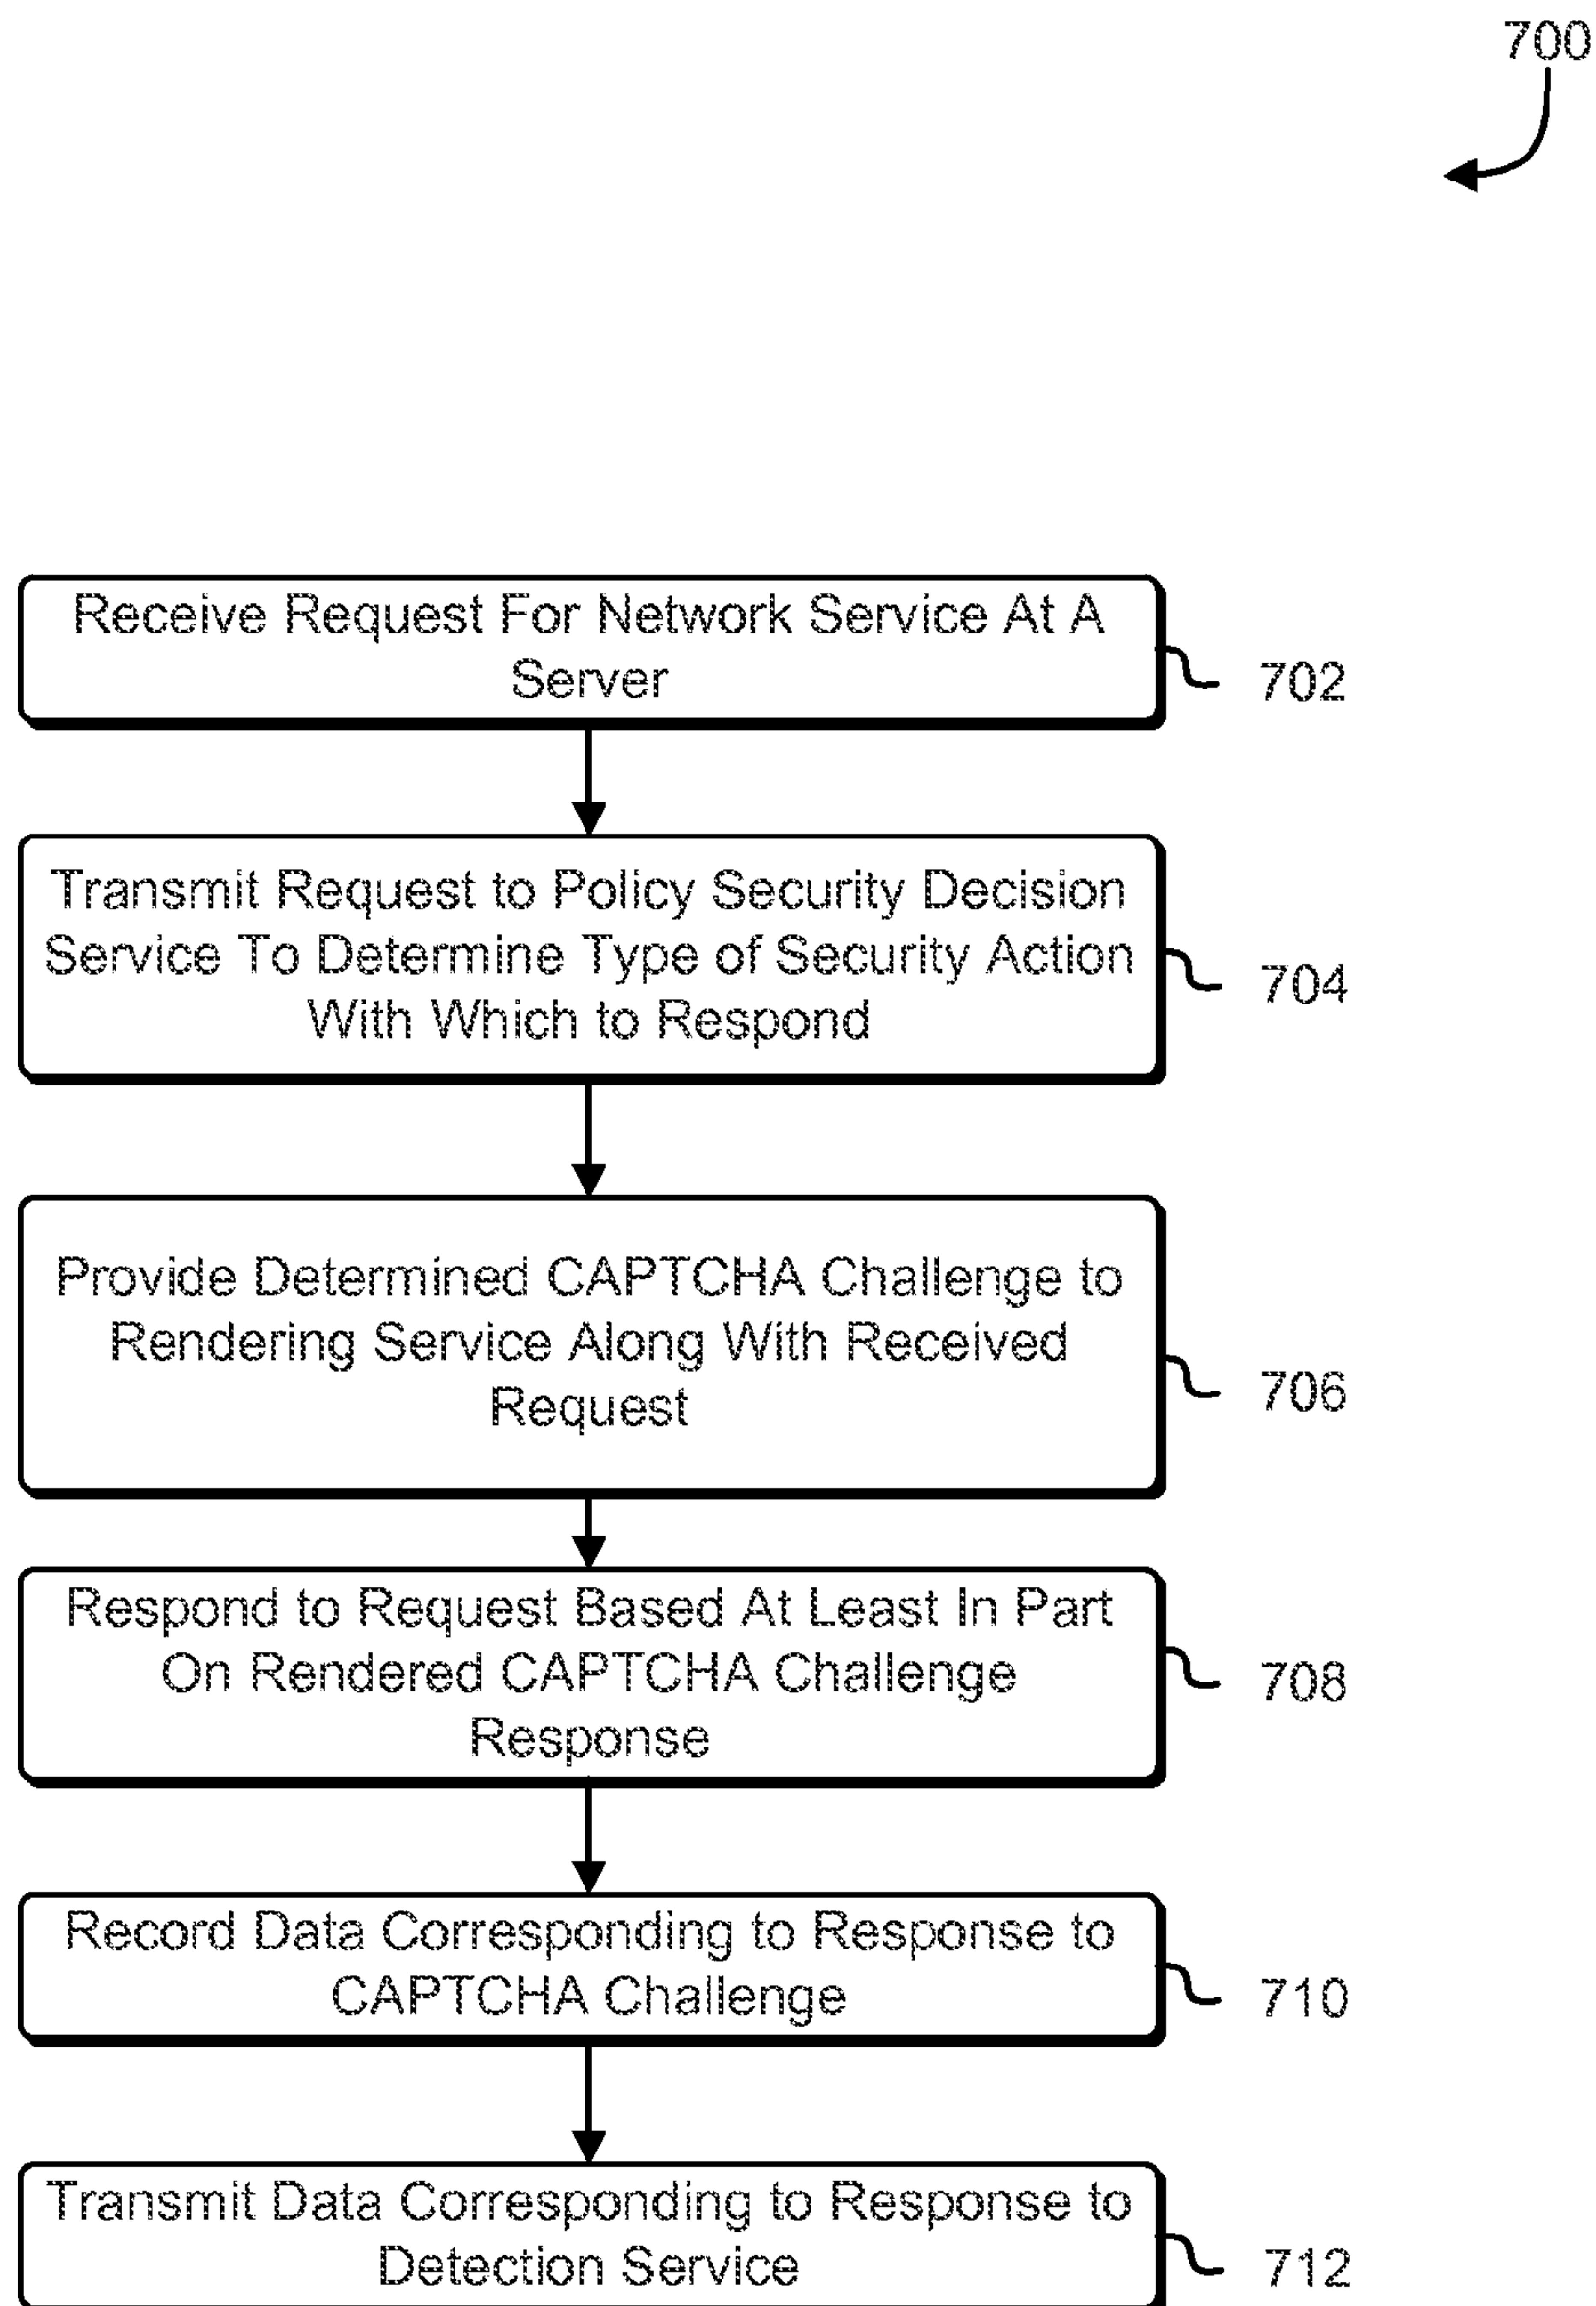 700
Receive Request For Network Service At A
Server
702
Transmit Request to Policy Security Decision
Service To Determine Type of Security Action
With Which to Respond
704
Provide Determined CAPTCHA Challenge to
Rendering Service Along With Received
Request
706
Respond to Request Based At Least In Part
On Rendered CAPTCHA Challenge
Response
708
Record Data Corresponding to Response to
CAPTCHA Challenge
710
Transmit Data Corresponding to Response to
Detection Service
712